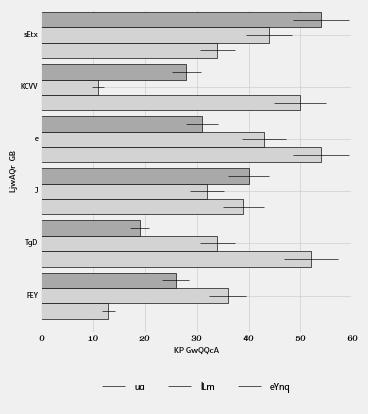 sEtx
KCVV
e
J
TgD
FEY
LjwAQr GB
0 10 20 30 40 50 60
KP GwQQcA
ua lLm eYnq